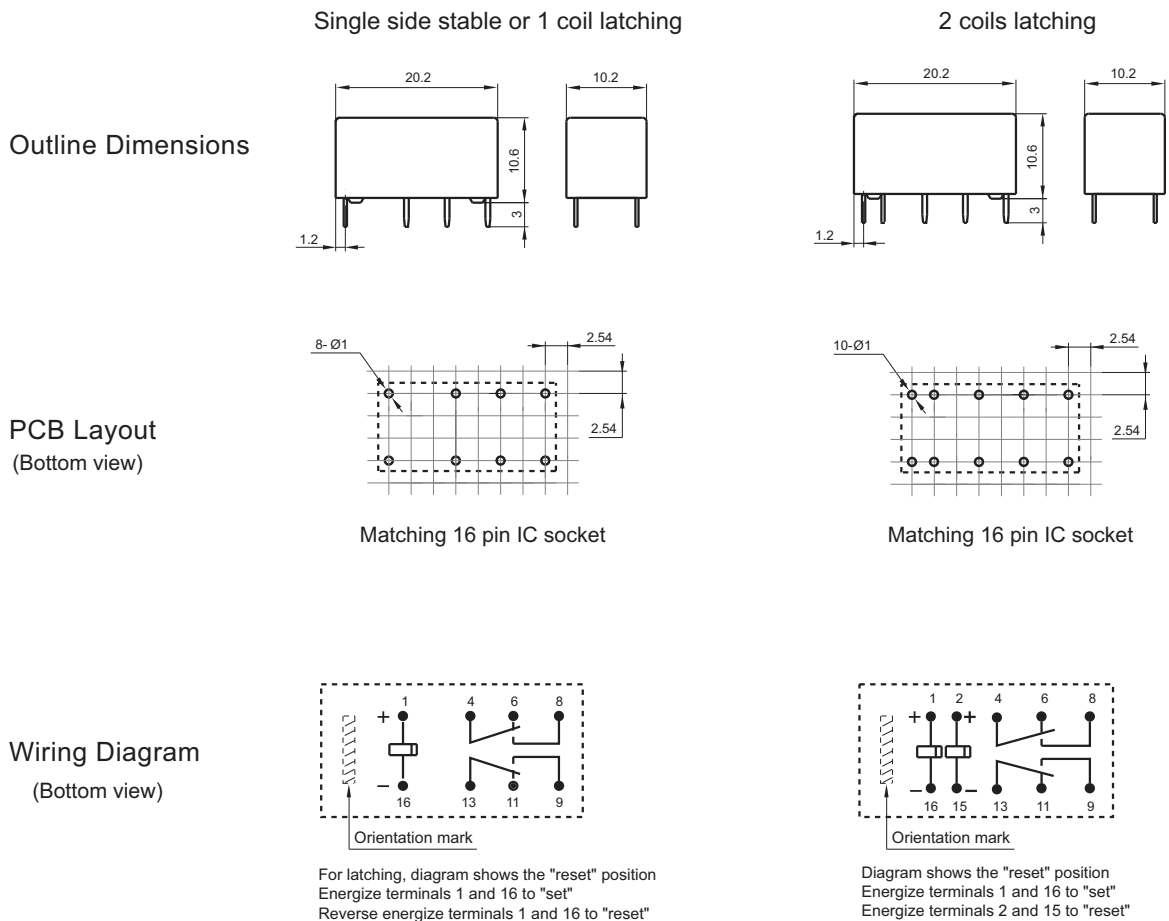 Single side stable or 1 coil latching
2 coils latching
Outline Dimensions
20.2
10.2
10.6
3
1.2
20.2
10.2
10.6
3
1.2
PCB Layout
(Bottom view)
8- Ø1
2.54
2.54
Matching 16 pin IC socket
10-Ø1
2.54
2.54
Matching 16 pin IC socket
Wiring Diagram
(Bottom view)
1 4 6 8
+
−
16 13 11 9
Orientation mark
For latching, diagram shows the "reset" position
Energize terminals 1 and 16 to "set"
Reverse energize terminals 1 and 16 to "reset"
1 2 4 6 8
+ +
− −
16 15 13 11 9
Orientation mark
Diagram shows the "reset" position
Energize terminals 1 and 16 to "set"
Energize terminals 2 and 15 to "reset"